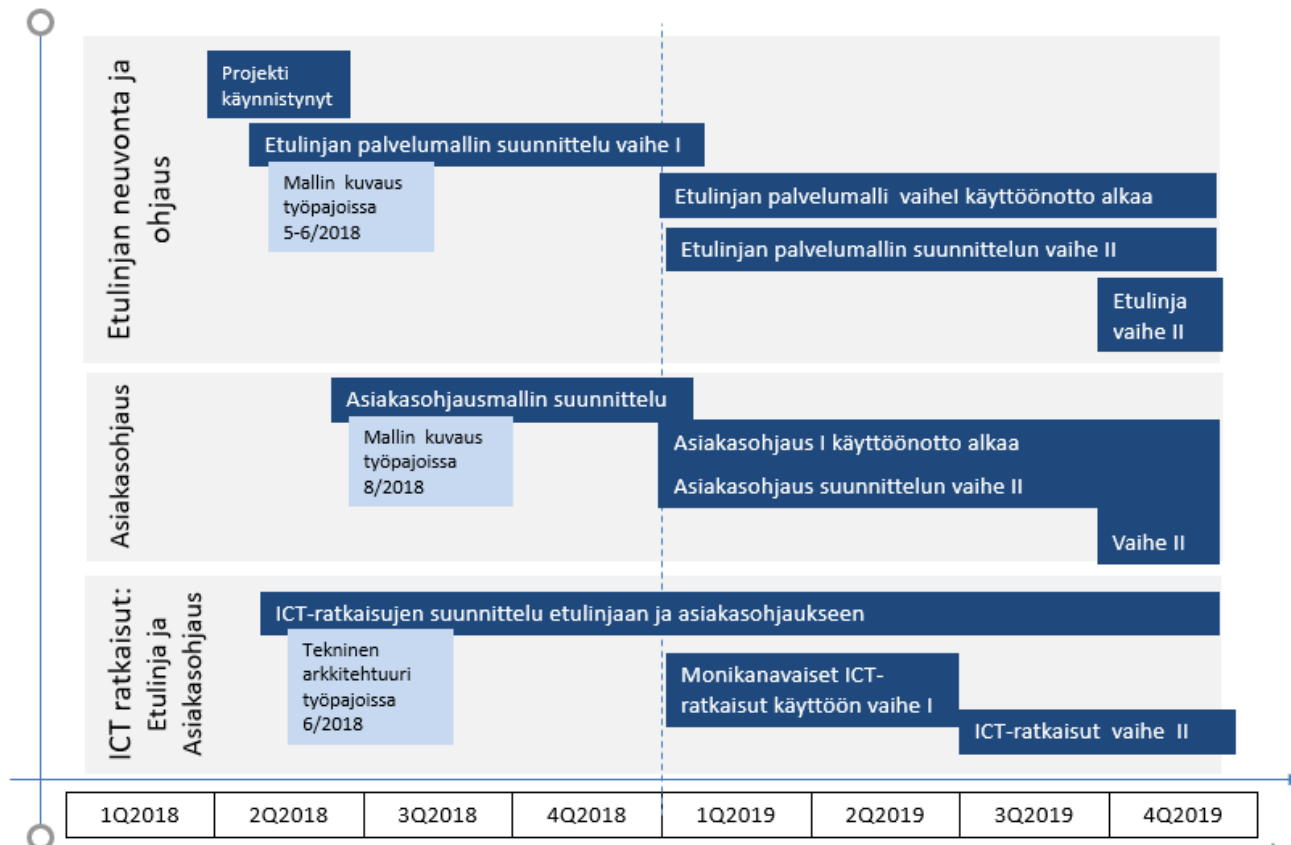 Etulinjan neuvonta ja
ohjaus
Projekti
käynnistynyt
Etulinjan palvelumallin suunnittelu vaihe I
Mallin kuvaus
työpajoissa
5-6/2018
Etulinjan palvelumalli vaiheI käyttöönotto alkaa
Etulinjan palvelumallin suunnittelun vaihe II
Etulinja
vaihe II
Asiakasohjaus
Asiakasohjausmallin suunnittelu
Mallin kuvaus
työpajoissa
8/2018
Asiakasohjaus I käyttöönotto alkaa
Asiakasohjaus suunnittelun vaihe II
Vaihe II
ICT ratkaisut:
Etulinja ja
Asiakasohjaus
ICT-ratkaisujen suunnittelu etulinjaan ja asiakasohjaukseen
Tekninen
arkkitehtuuri
työpajoissa
6/2018
Monikanavaiset ICT-
ratkaisut käyttöön vaihe I
ICT-ratkaisut vaihe II
1Q2018 2Q2018 3Q2018 4Q2018 1Q2019 2Q2019 3Q2019 4Q2019